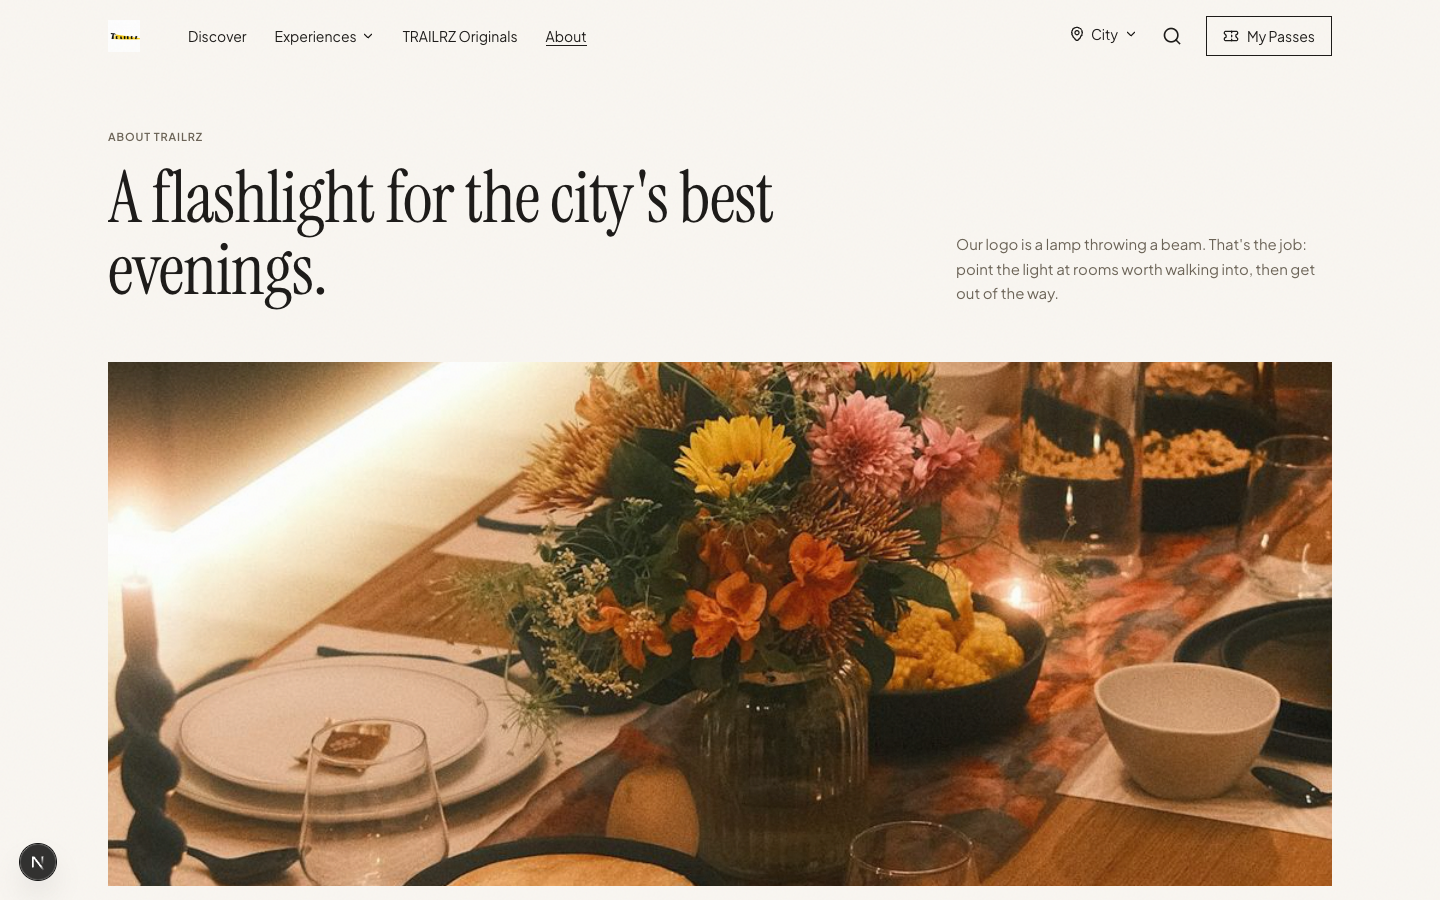 TRAILRZ
Discover
Experiences
TRAILRZ Originals
About
City
My Passes
ABOUT TRAILRZ
A flashlight for the city's best
evenings.
Our logo is a lamp throwing a beam. That's the job:
point the light at rooms worth walking into, then get
out of the way.
N